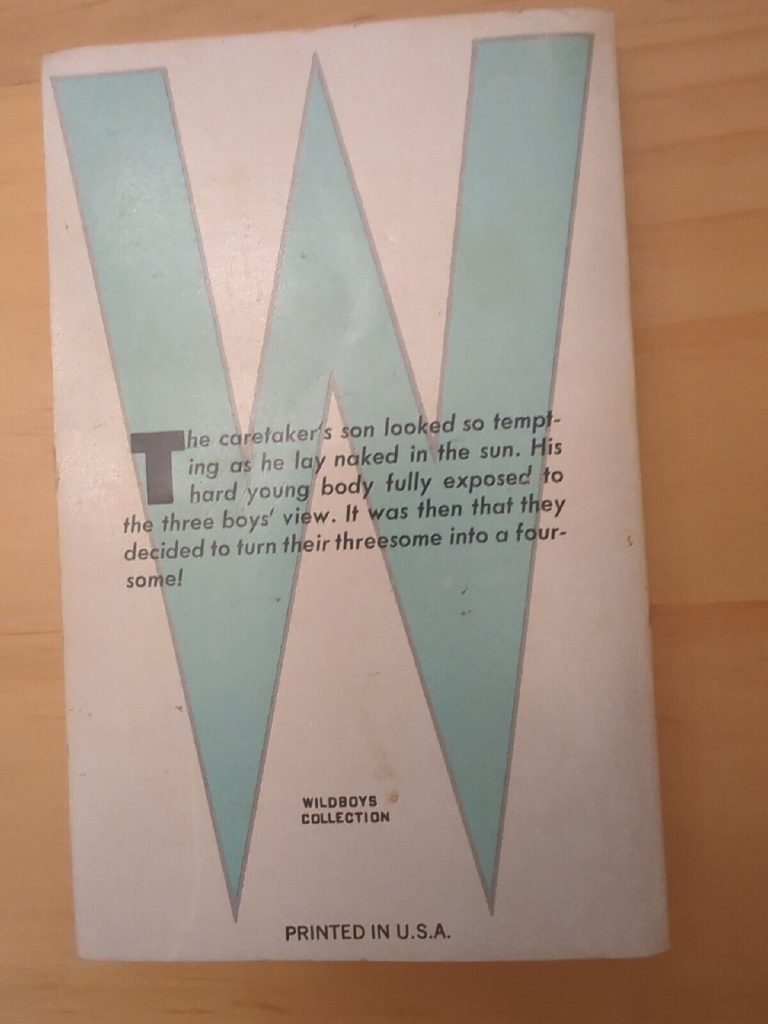 W
The caretaker's son looked so tempt-
ing as he lay naked in the sun. His
hard young body fully exposed to
the three boys' view. It was then that they
decided to turn their threesome into a four-
some!
WILDBOYS
COLLECTION
PRINTED IN U.S.A.